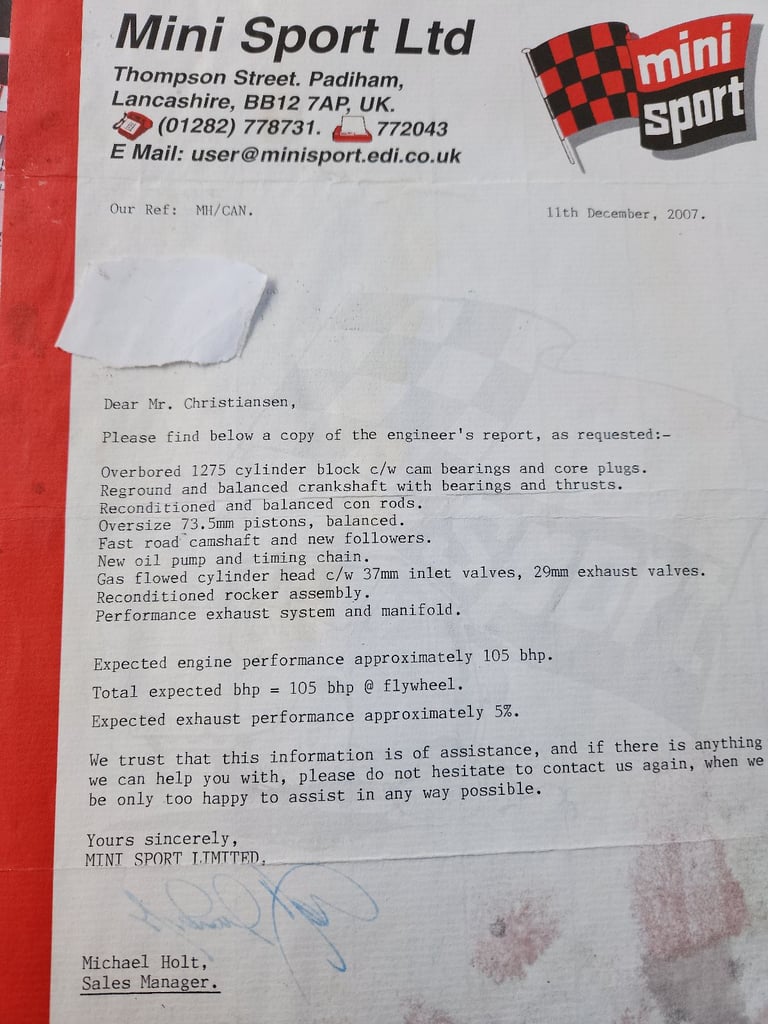 Mini Sport Ltd
mini
sport
Thompson Street. Padiham,
Lancashire, BB12 7AP, UK.
(01282) 778731. 772043
E Mail: user@minisport.edi.co.uk
Our Ref: MH/CAN.
11th December, 2007.
Dear Mr. Christiansen,
Please find below a copy of the engineer's report, as requested:-
Overbored 1275 cylinder block c/w cam bearings and core plugs.
Reground and balanced crankshaft with bearings and thrusts.
Reconditioned and balanced con rods.
Oversize 73.5mm pistons, balanced.
Fast road camshaft and new followers.
New oil pump and timing chain.
Gas flowed cylinder head c/w 37mm inlet valves, 29mm exhaust valves.
Reconditioned rocker assembly.
Performance exhaust system and manifold.
Expected engine performance approximately 105 bhp.
Total expected bhp = 105 bhp @ flywheel.
Expected exhaust performance approximately 5%.
We trust that this information is of assistance, and if there is anything
we can help you with, please do not hesitate to contact us again, when we
be only too happy to assist in any way possible.
Yours sincerely,
MINI SPORT LIMITED.
Michael Holt,
Sales Manager.